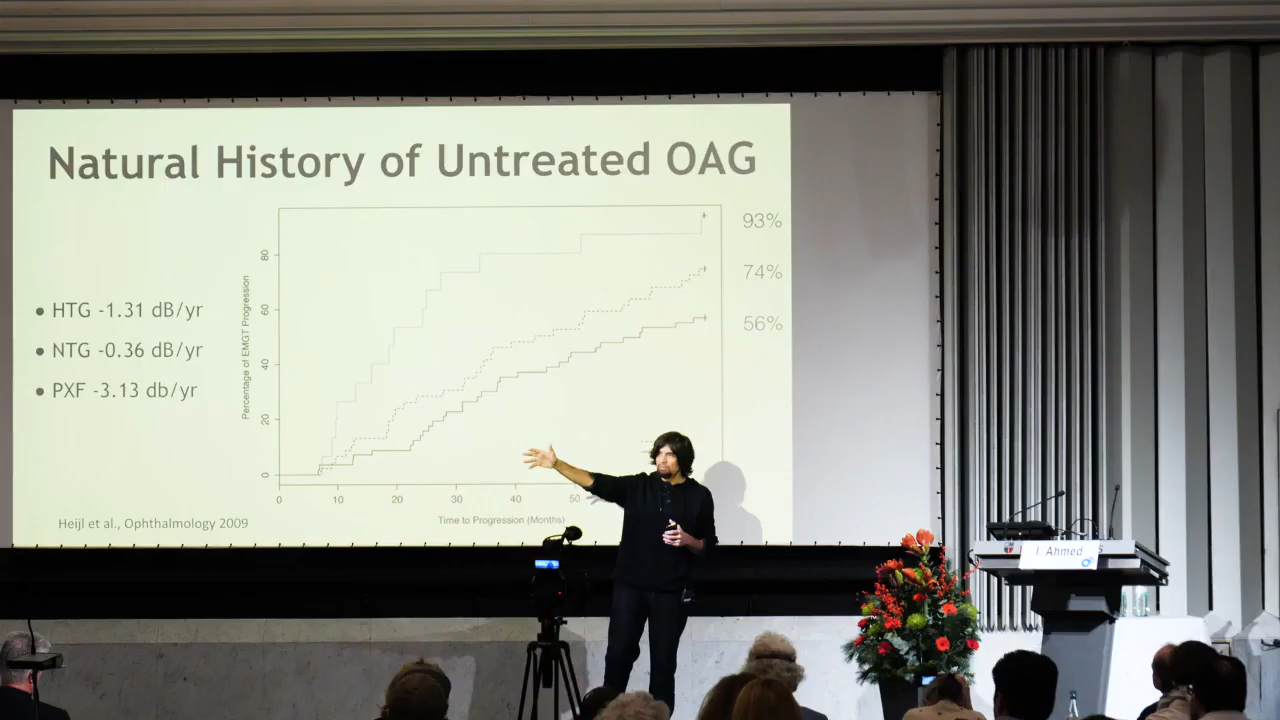 Natural History of Untreated OAG
93%
74%
56%
• HTG -1.31 dB/yr
• NTG -0.36 dB/yr
• PXF -3.13 db/yr
Percentage of EMGT Progression
80
60
40
20
0
0 10 20 30 40 50
Time to Progression (Months)
Heijl et al., Ophthalmology 2009
I. Ahmed